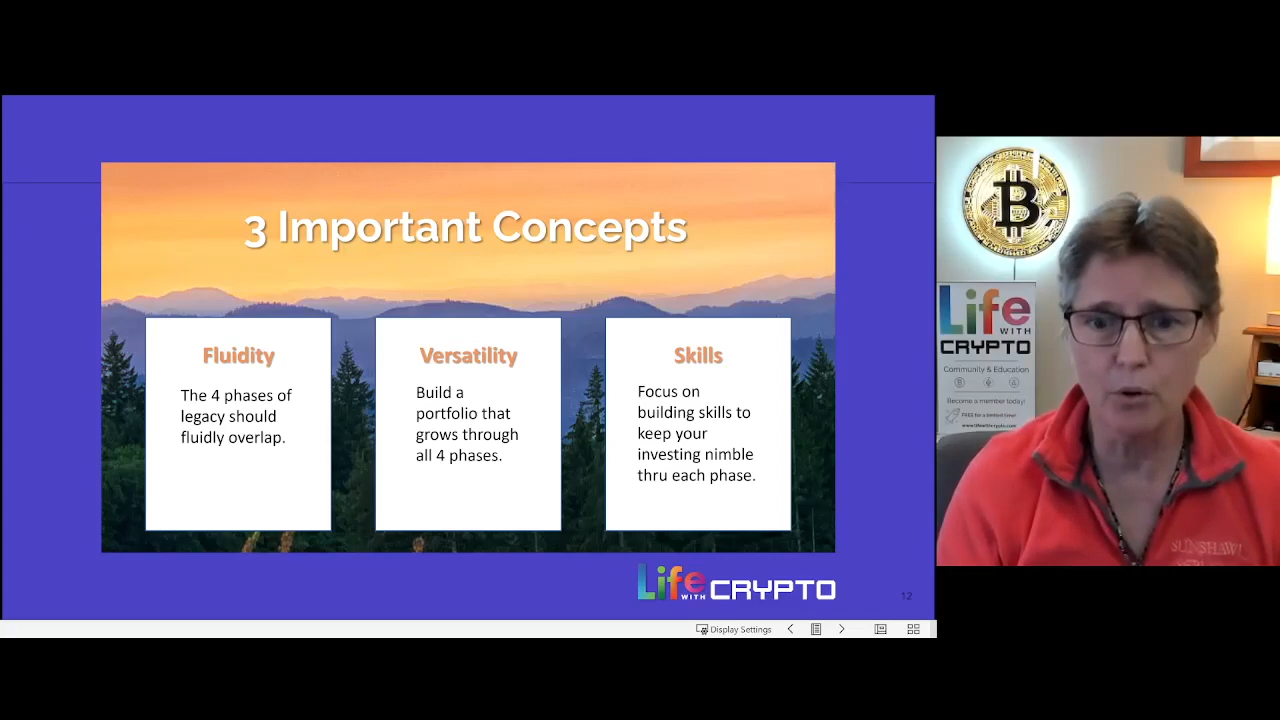 3 Important Concepts
Fluidity
The 4 phases of
legacy should
fluidly overlap.
Versatility
Build a
portfolio that
grows through
all 4 phases.
Skills
Focus on
building skills to
keep your
investing nimble
thru each phase.
Life WITH CRYPTO
12
Display Settings
Life
WITH
CRYPTO
Community & Education
Become a member today!
FREE for a limited time!
www.lifewithcrypto.com